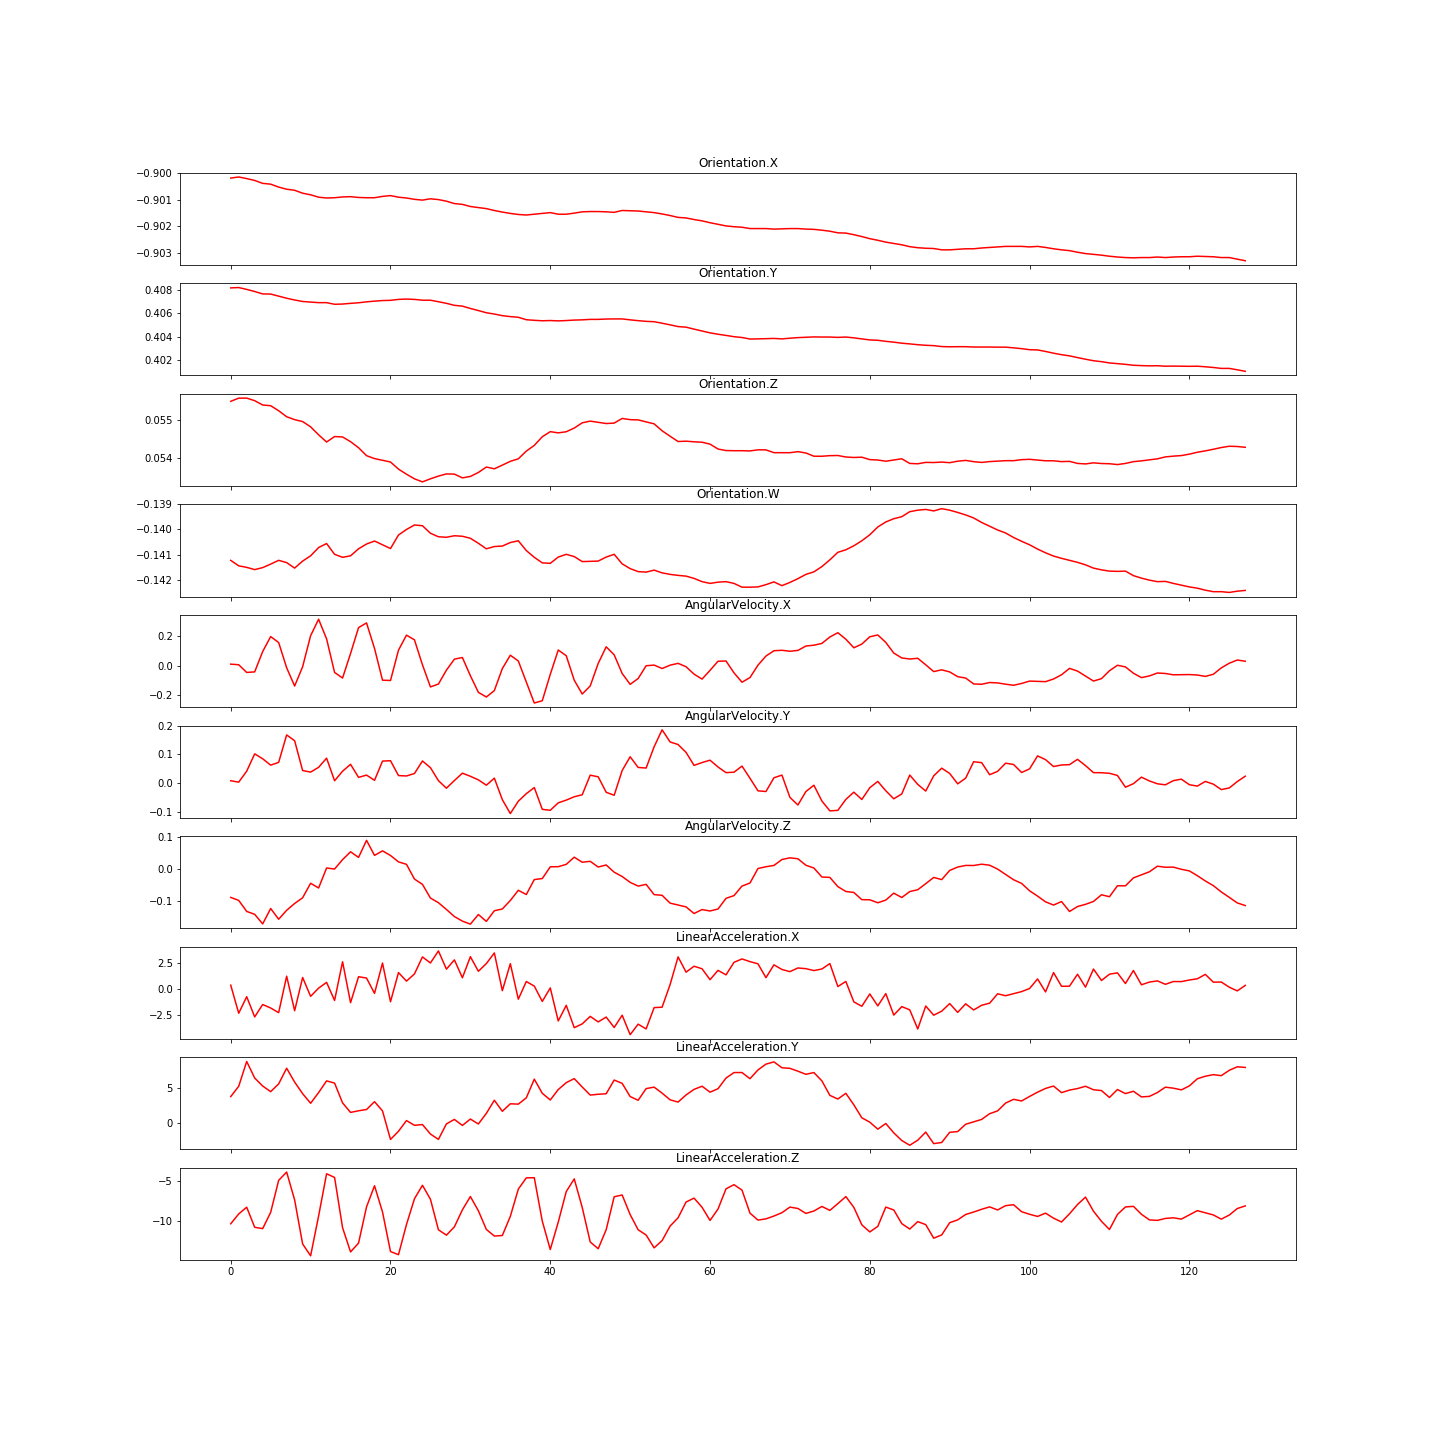 Orientation.X
−0.900
−0.901
−0.902
−0.903
Orientation.Y
0.408
0.406
0.404
0.402
Orientation.Z
0.055
0.054
Orientation.W
−0.139
−0.140
−0.141
−0.142
AngularVelocity.X
0.2
0.0
−0.2
AngularVelocity.Y
0.2
0.1
0.0
−0.1
AngularVelocity.Z
0.1
0.0
−0.1
LinearAcceleration.X
2.5
0.0
−2.5
LinearAcceleration.Y
5
0
LinearAcceleration.Z
−5
−10
0 20 40 60 80 100 120